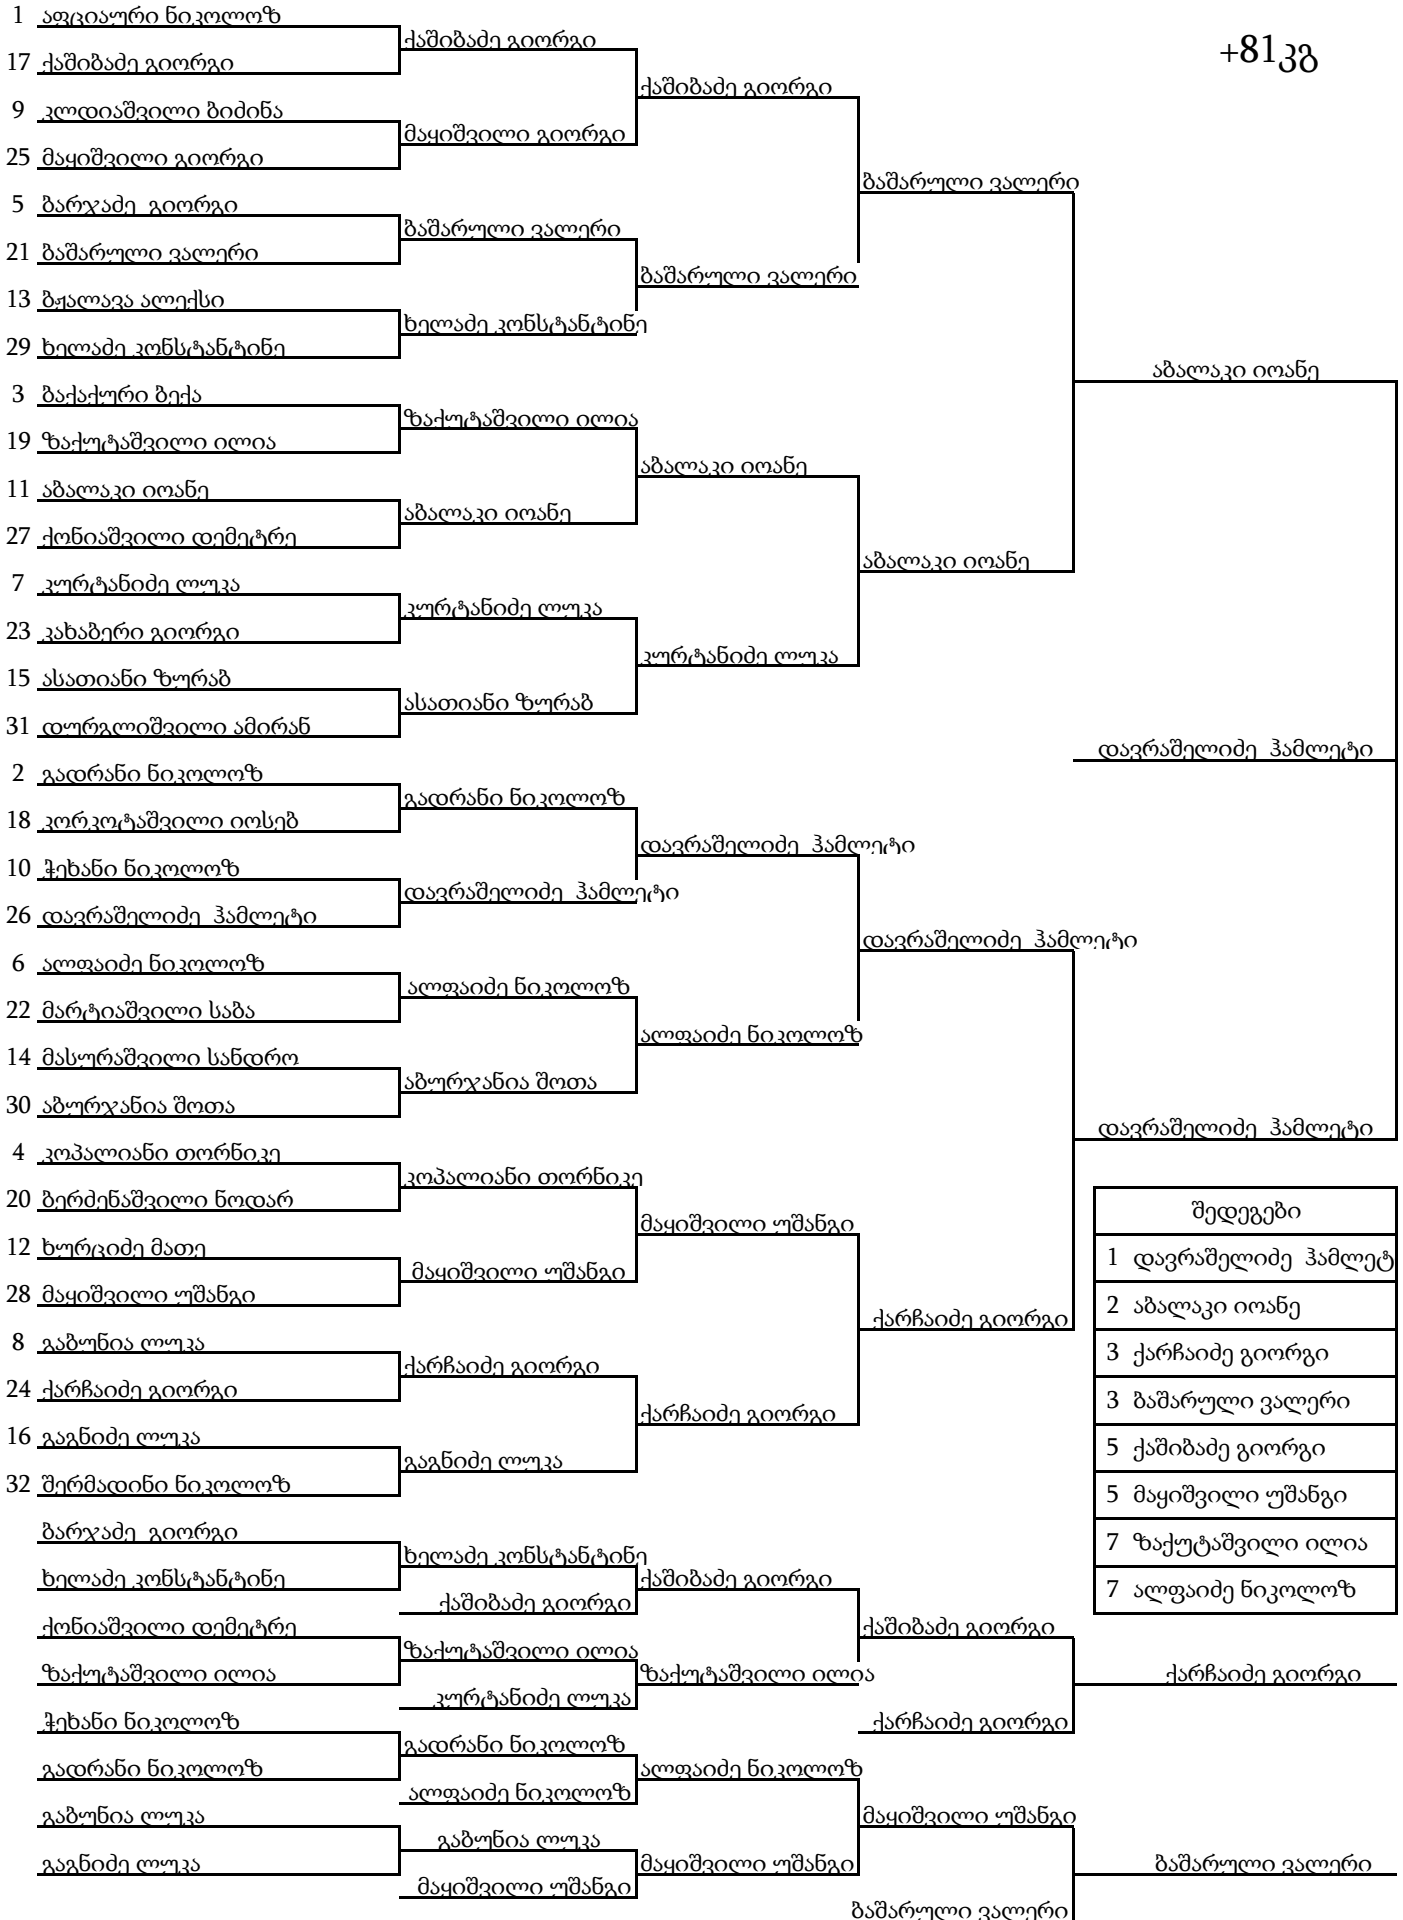 +81კგ
1 აფციაური ნიკოლოზ
ქაშიბაძე გიორგი
17 ქაშიბაძე გიორგი
ქაშიბაძე გიორგი
9 კლდიაშვილი ბიძინა
მაყიშვილი გიორგი
25 მაყიშვილი გიორგი
ბაშარული ვალერი
5 ბარჯაძე გიორგი
ბაშარული ვალერი
21 ბაშარული ვალერი
ბაშარული ვალერი
13 ბჟალავა ალექსი
ხელაძე კონსტანტინე
29 ხელაძე კონსტანტინე
აბალაკი იოანე
3 ბაქაქური ბექა
ზაქუტაშვილი ილია
19 ზაქუტაშვილი ილია
აბალაკი იოანე
11 აბალაკი იოანე
აბალაკი იოანე
27 ქონიაშვილი დემეტრე
აბალაკი იოანე
7 კურტანიძე ლუკა
კურტანიძე ლუკა
23 კახაბერი გიორგი
კურტანიძე ლუკა
15 ასათიანი ზურაბ
ასათიანი ზურაბ
31 დურგლიშვილი ამირან
დავრაშელიძე ჰამლეტი
2 გადრანი ნიკოლოზ
გადრანი ნიკოლოზ
18 კორკოტაშვილი იოსებ
დავრაშელიძე ჰამლეტი
10 ჭეხანი ნიკოლოზ
დავრაშელიძე ჰამლეტი
26 დავრაშელიძე ჰამლეტი
დავრაშელიძე ჰამლეტი
6 ალფაიძე ნიკოლოზ
ალფაიძე ნიკოლოზ
22 მარტიაშვილი საბა
ალფაიძე ნიკოლოზ
14 მასურაშვილი სანდრო
აბურჯანია შოთა
30 აბურჯანია შოთა
დავრაშელიძე ჰამლეტი
4 კოპალიანი თორნიკე
კოპალიანი თორნიკე
20 ბერძენაშვილი ნოდარ
მაყიშვილი უშანგი
12 ხურციძე მათე
მაყიშვილი უშანგი
28 მაყიშვილი უშანგი
ქარჩაიძე გიორგი
8 გაბუნია ლუკა
ქარჩაიძე გიორგი
24 ქარჩაიძე გიორგი
ქარჩაიძე გიორგი
16 გაგნიძე ლუკა
გაგნიძე ლუკა
32 შერმადინი ნიკოლოზ
შედეგები
1 დავრაშელიძე ჰამლეტ
2 აბალაკი იოანე
3 ქარჩაიძე გიორგი
3 ბაშარული ვალერი
5 ქაშიბაძე გიორგი
5 მაყიშვილი უშანგი
7 ზაქუტაშვილი ილია
7 ალფაიძე ნიკოლოზ
ბარჯაძე გიორგი
ხელაძე კონსტანტინე
ხელაძე კონსტანტინე
ქაშიბაძე გიორგი
ქაშიბაძე გიორგი
ქონიაშვილი დემეტრე
ქაშიბაძე გიორგი
ზაქუტაშვილი ილია
ზაქუტაშვილი ილია
ზაქუტაშვილი ილია
ქარჩაიძე გიორგი
კურტანიძე ლუკა
ჭეხანი ნიკოლოზ
ქარჩაიძე გიორგი
გადრანი ნიკოლოზ
გადრანი ნიკოლოზ
ალფაიძე ნიკოლოზ
ალფაიძე ნიკოლოზ
გაბუნია ლუკა
მაყიშვილი უშანგი
გაბუნია ლუკა
გაგნიძე ლუკა
მაყიშვილი უშანგი
ბაშარული ვალერი
მაყიშვილი უშანგი
ბაშარული ვალერი